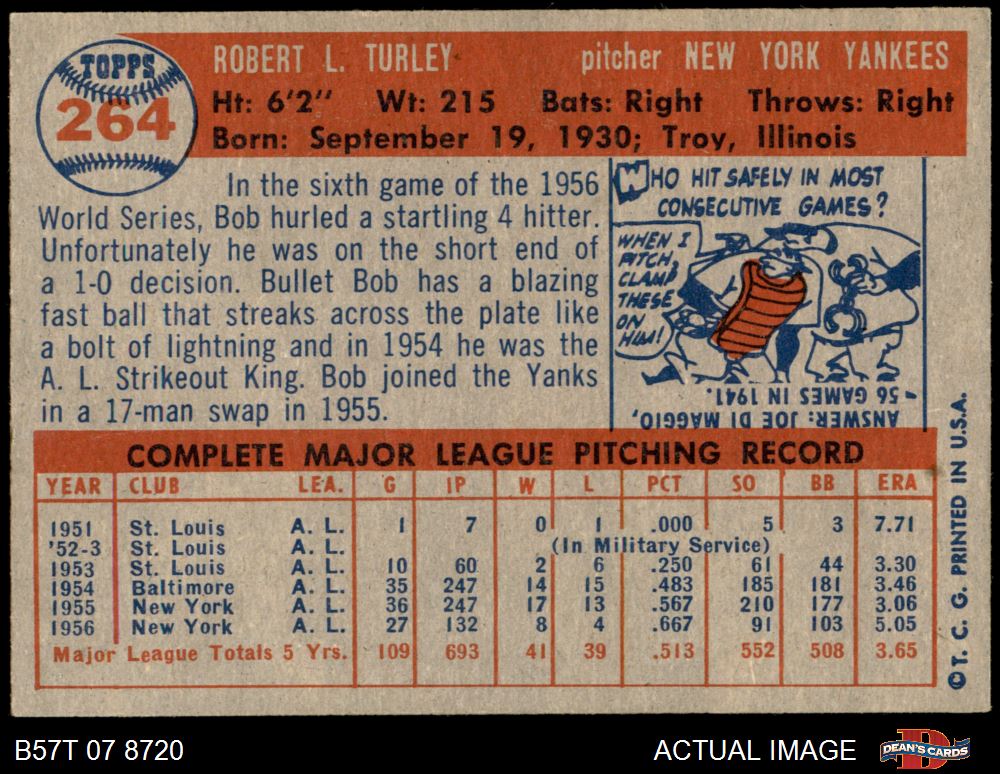 TOPPS
264
ROBERT L. TURLEY pitcher NEW YORK YANKEES
Ht: 6'2" Wt: 215 Bats: Right Throws: Right
Born: September 19, 1930; Troy, Illinois
In the sixth game of the 1956
World Series, Bob hurled a startling 4 hitter.
Unfortunately he was on the short end of
a 1-0 decision. Bullet Bob has a blazing
fast ball that streaks across the plate like
a bolt of lightning and in 1954 he was the
A. L. Strikeout King. Bob joined the Yanks
in a 17-man swap in 1955.
WHO HIT SAFELY IN MOST
CONSECUTIVE GAMES?
WHEN I
PITCH,
CLAMP
THESE
ON
HIM!
ANSWER: JOE DI MAGGIO,
- 56 GAMES IN 1941.
COMPLETE MAJOR LEAGUE PITCHING RECORD
YEAR CLUB LEA. G IP W L PCT SO BB ERA
1951 St. Louis A. L. 1 7 0 1 .000 5 3 7.71
'52-3 St. Louis A. L. (In Military Service)
1953 St. Louis A. L. 10 60 2 6 .250 61 44 3.30
1954 Baltimore A. L. 35 247 14 15 .483 185 181 3.46
1955 New York A. L. 36 247 17 13 .567 210 177 3.06
1956 New York A. L. 27 132 8 4 .667 91 103 5.05
Major League Totals 5 Yrs. 109 693 41 39 .513 552 508 3.65
©T. C. G. PRINTED IN U.S.A.
B57T 07 8720 ACTUAL IMAGE
DEAN'S CARDS